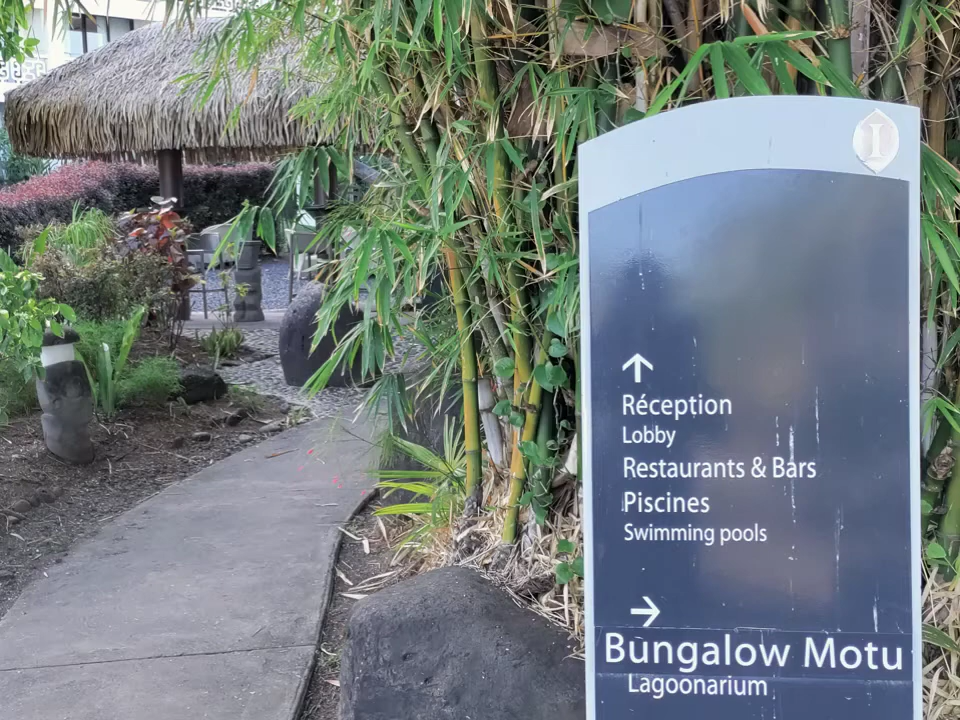 I
↑
Réception
Lobby
Restaurants & Bars
Piscines
Swimming pools
→
Bungalow Motu
Lagoonarium